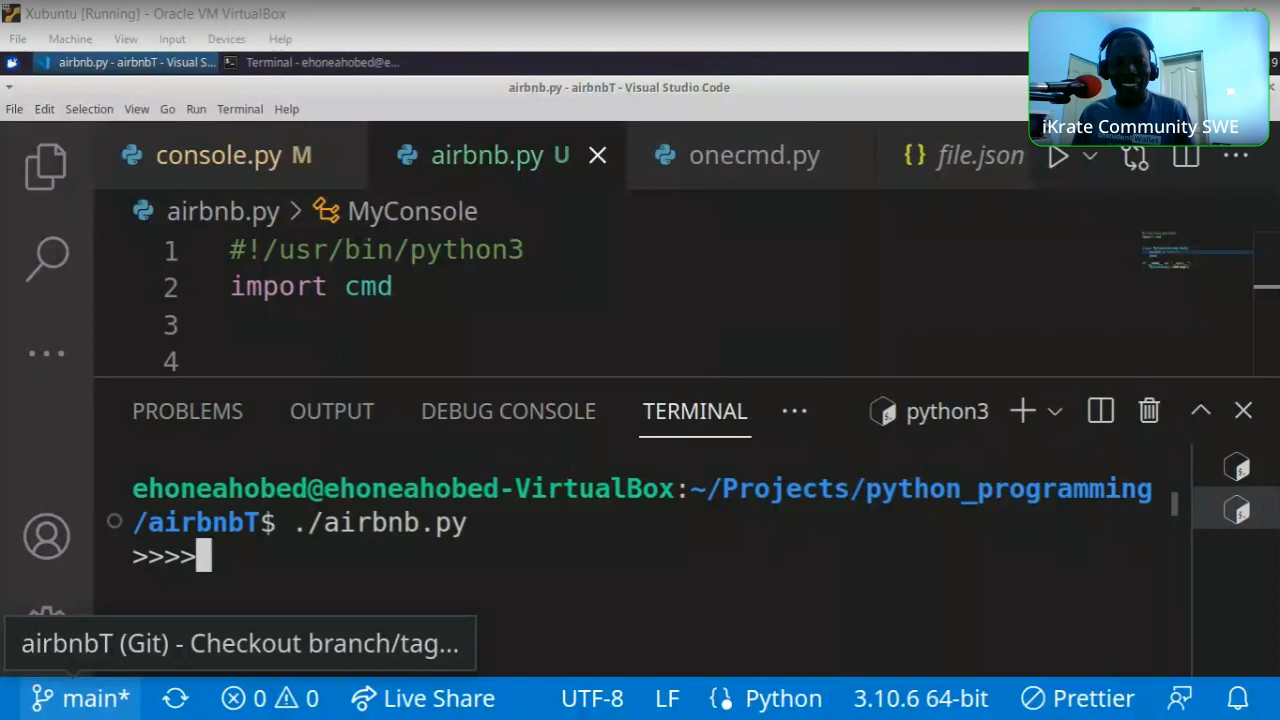 Xubuntu [Running] - Oracle VM VirtualBox
File Machine View Input Devices Help
airbnb.py - airbnbT - Visual S... Terminal - ehoneahobed@e...
airbnb.py - airbnbT - Visual Studio Code
File Edit Selection View Go Run Terminal Help
iKrate Community SWE
console.py M airbnb.py U onecmd.py {} file.json
airbnb.py > MyConsole
1 #!/usr/bin/python3
2 import cmd
3
4
PROBLEMS OUTPUT DEBUG CONSOLE TERMINAL ... python3
ehoneahobed@ehoneahobed-VirtualBox:~/Projects/python_programming
/airbnbT$ ./airbnb.py
>>>>
airbnbT (Git) - Checkout branch/tag...
main* 0 0 Live Share UTF-8 LF {} Python 3.10.6 64-bit Prettier